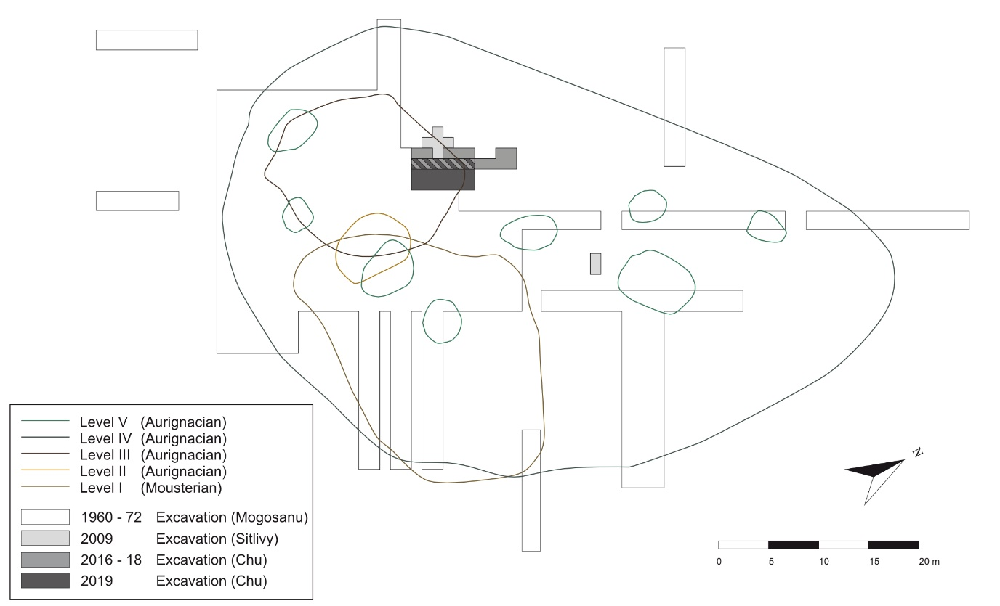 N
Level V (Aurignacian)
Level IV (Aurignacian)
Level III (Aurignacian)
Level II (Aurignacian)
Level I (Mousterian)
1960 - 72 Excavation (Mogosanu)
2009 Excavation (Sitlivy)
2016 - 18 Excavation (Chu)
2019 Excavation (Chu)
0 5 10 15 20 m